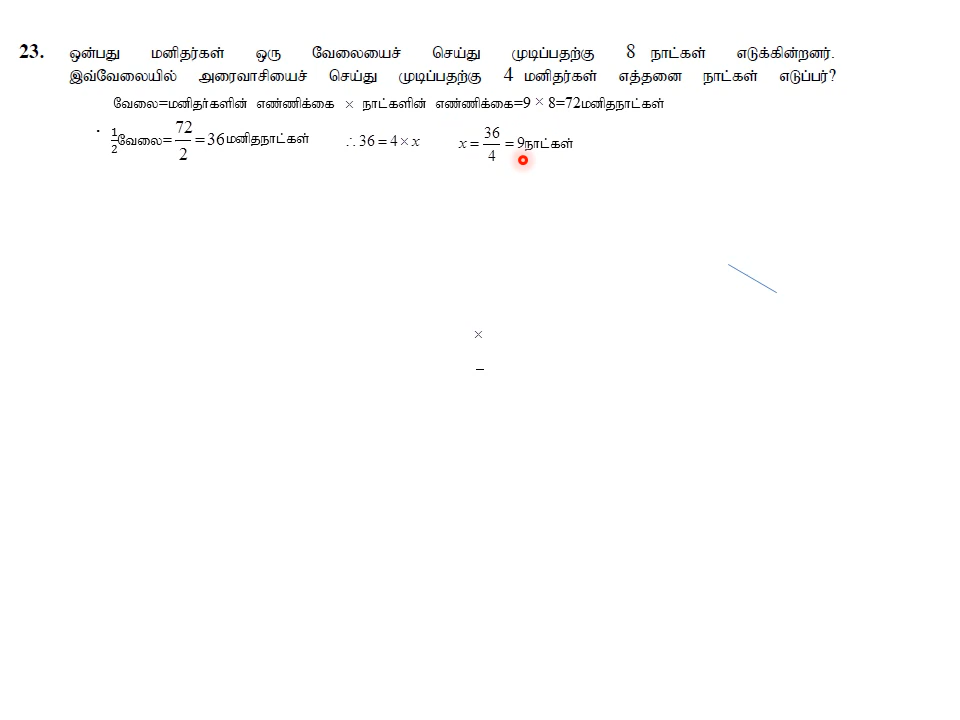 23. ஒன்பது மனிதர்கள் ஒரு வேலையைச் செய்து முடிப்பதற்கு 8 நாட்கள் எடுக்கின்றனர்.
இவ்வேலையில் அரைவாசியைச் செய்து முடிப்பதற்கு 4 மனிதர்கள் எத்தனை நாட்கள் எடுப்பர்?
வேலை=மனிதர்களின் எண்ணிக்கை × நாட்களின் எண்ணிக்கை=9 × 8=72மனிதநாட்கள்
. 1/2வேலை=72/2=36மனிதநாட்கள் ∴36=4×x x=36/4=9நாட்கள்
×
–